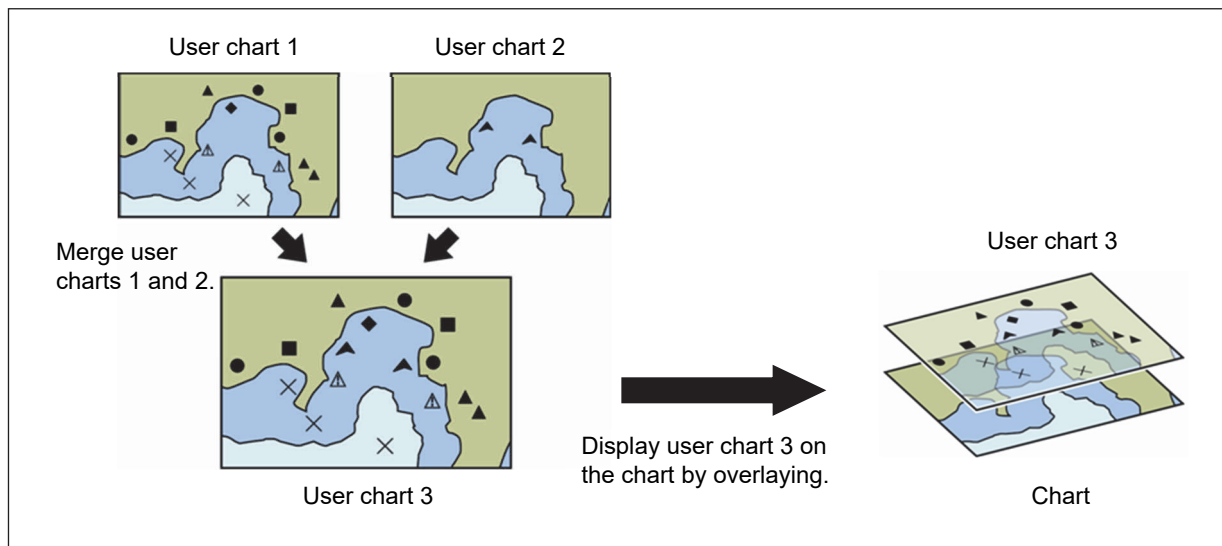 User chart 1
User chart 2
Merge user
charts 1 and 2.
User chart 3
Display user chart 3 on
the chart by overlaying.
User chart 3
Chart